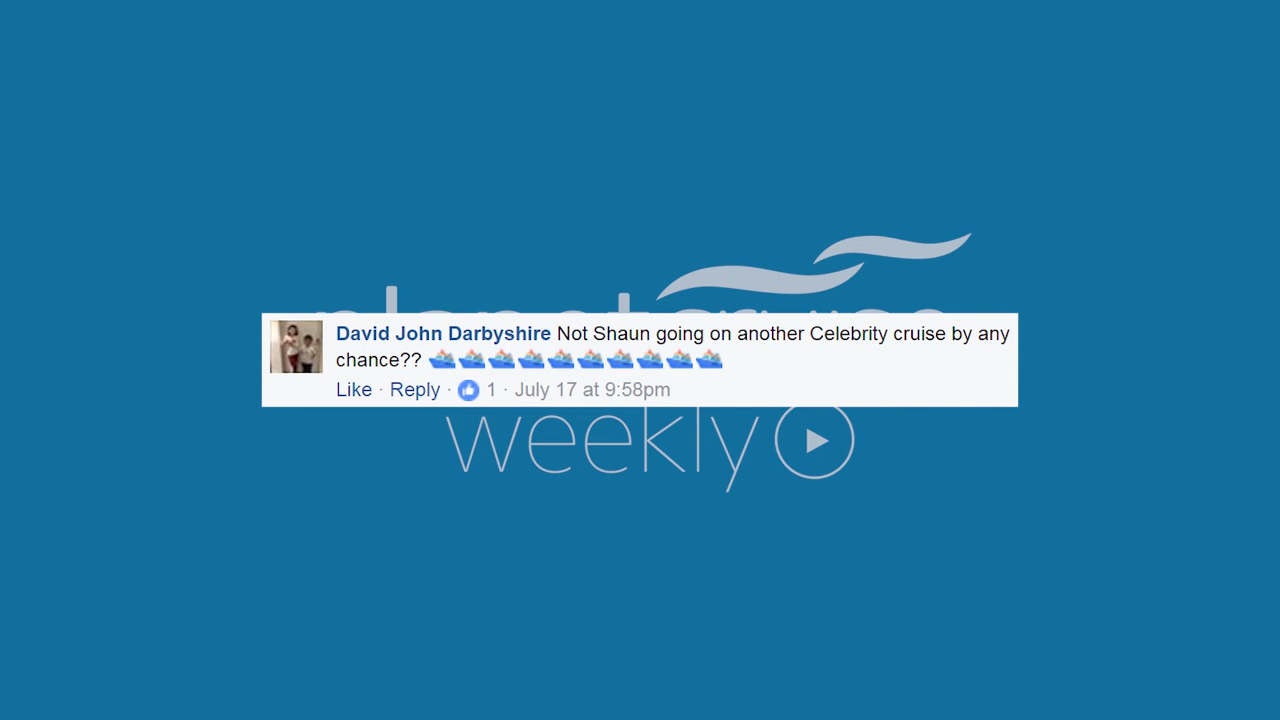 David John Darbyshire Not Shaun going on another Celebrity cruise by any
chance??
Like · Reply · 1 · July 17 at 9:58pm
weekly